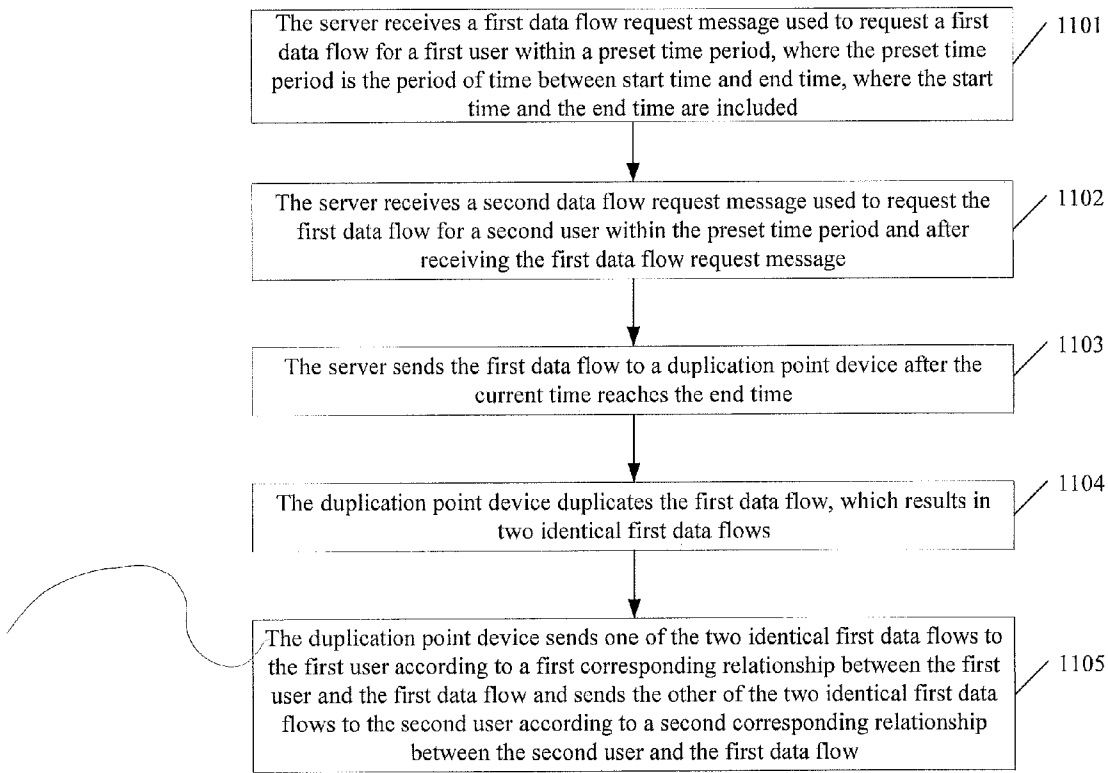 The server receives a first data flow request message used to request a first
data flow for a first user within a preset time period, where the preset time
period is the period of time between start time and end time, where the start
time and the end time are included
1101
The server receives a second data flow request message used to request the
first data flow for a second user within the preset time period and after
receiving the first data flow request message
1102
The server sends the first data flow to a duplication point device after the
current time reaches the end time
1103
The duplication point device duplicates the first data flow, which results in
two identical first data flows
1104
The duplication point device sends one of the two identical first data flows to
the first user according to a first corresponding relationship between the first
user and the first data flow and sends the other of the two identical first data
flows to the second user according to a second corresponding relationship
between the second user and the first data flow
1105